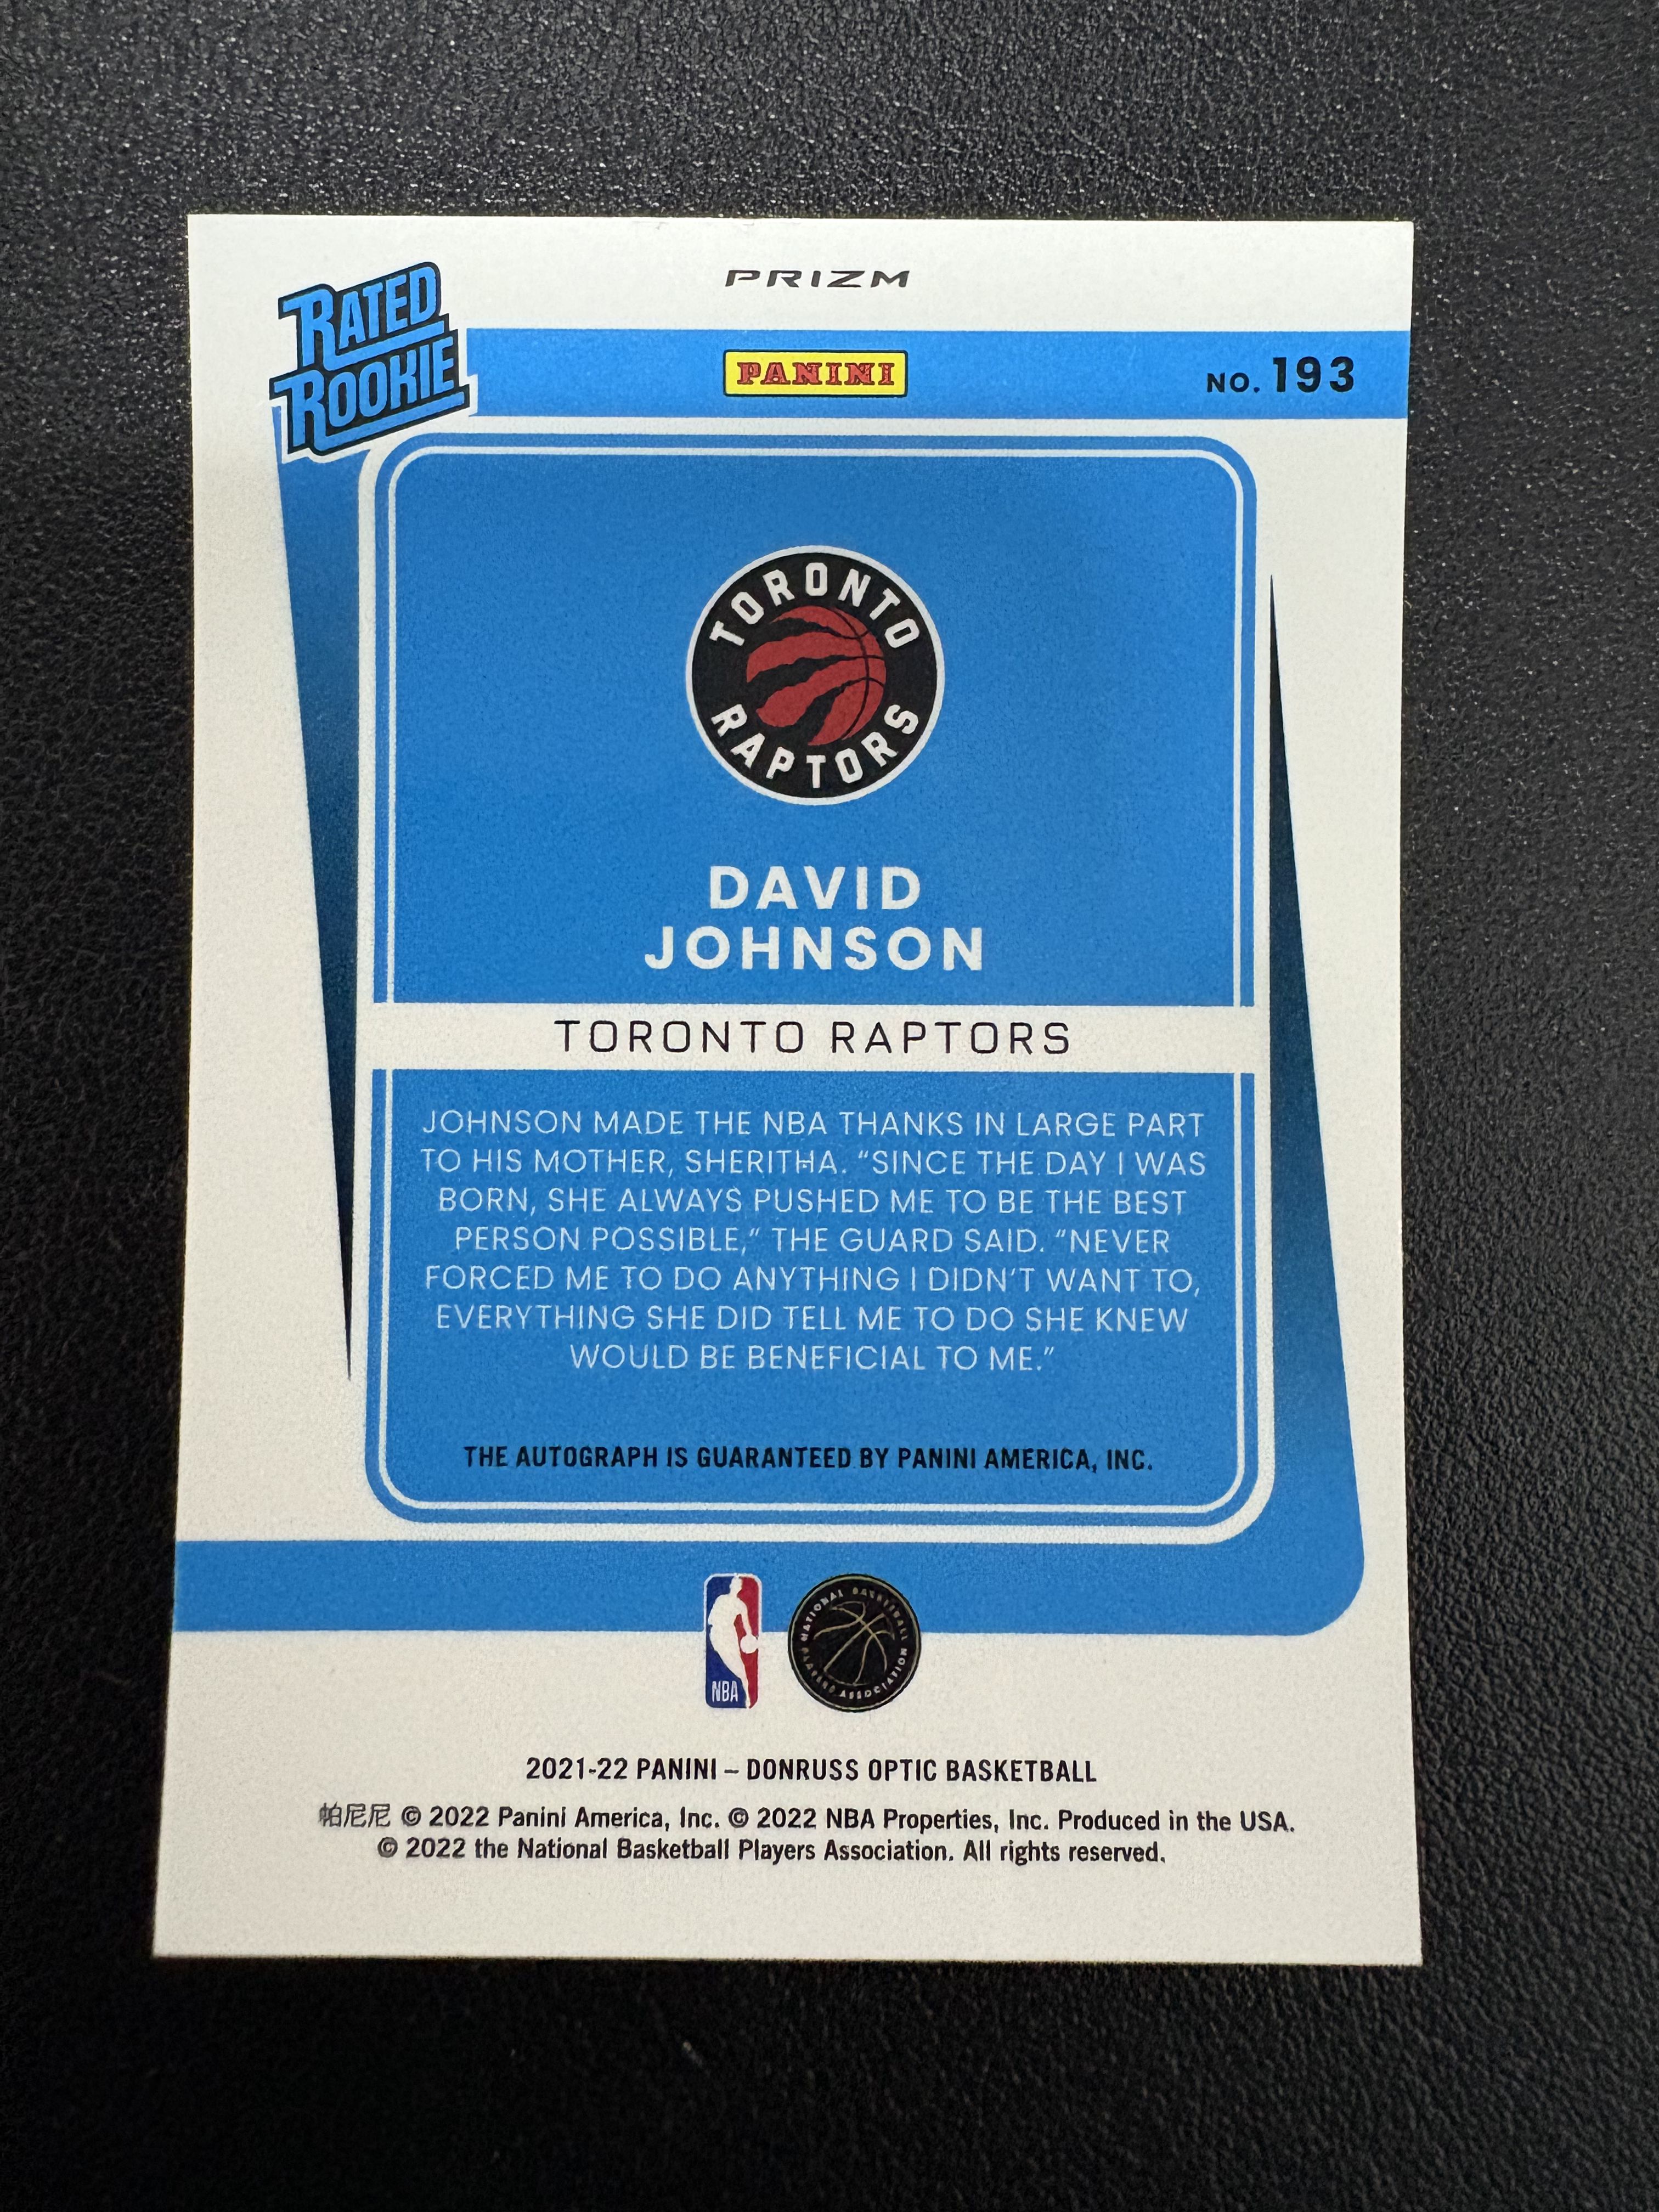 PRIZM
RATED
ROOKIE
PANINI
NO. 193
TORONTO
RAPTORS
DAVID
JOHNSON
TORONTO RAPTORS
JOHNSON MADE THE NBA THANKS IN LARGE PART
TO HIS MOTHER, SHERITHA. “SINCE THE DAY I WAS
BORN, SHE ALWAYS PUSHED ME TO BE THE BEST
PERSON POSSIBLE,” THE GUARD SAID. “NEVER
FORCED ME TO DO ANYTHING I DIDN’T WANT TO,
EVERYTHING SHE DID TELL ME TO DO SHE KNEW
WOULD BE BENEFICIAL TO ME.”
THE AUTOGRAPH IS GUARANTEED BY PANINI AMERICA, INC.
NBA
NATIONAL BASKETBALL
PLAYERS ASSOCIATION
2021-22 PANINI – DONRUSS OPTIC BASKETBALL
帕尼尼 © 2022 Panini America, Inc. © 2022 NBA Properties, Inc. Produced in the USA.
© 2022 the National Basketball Players Association. All rights reserved.